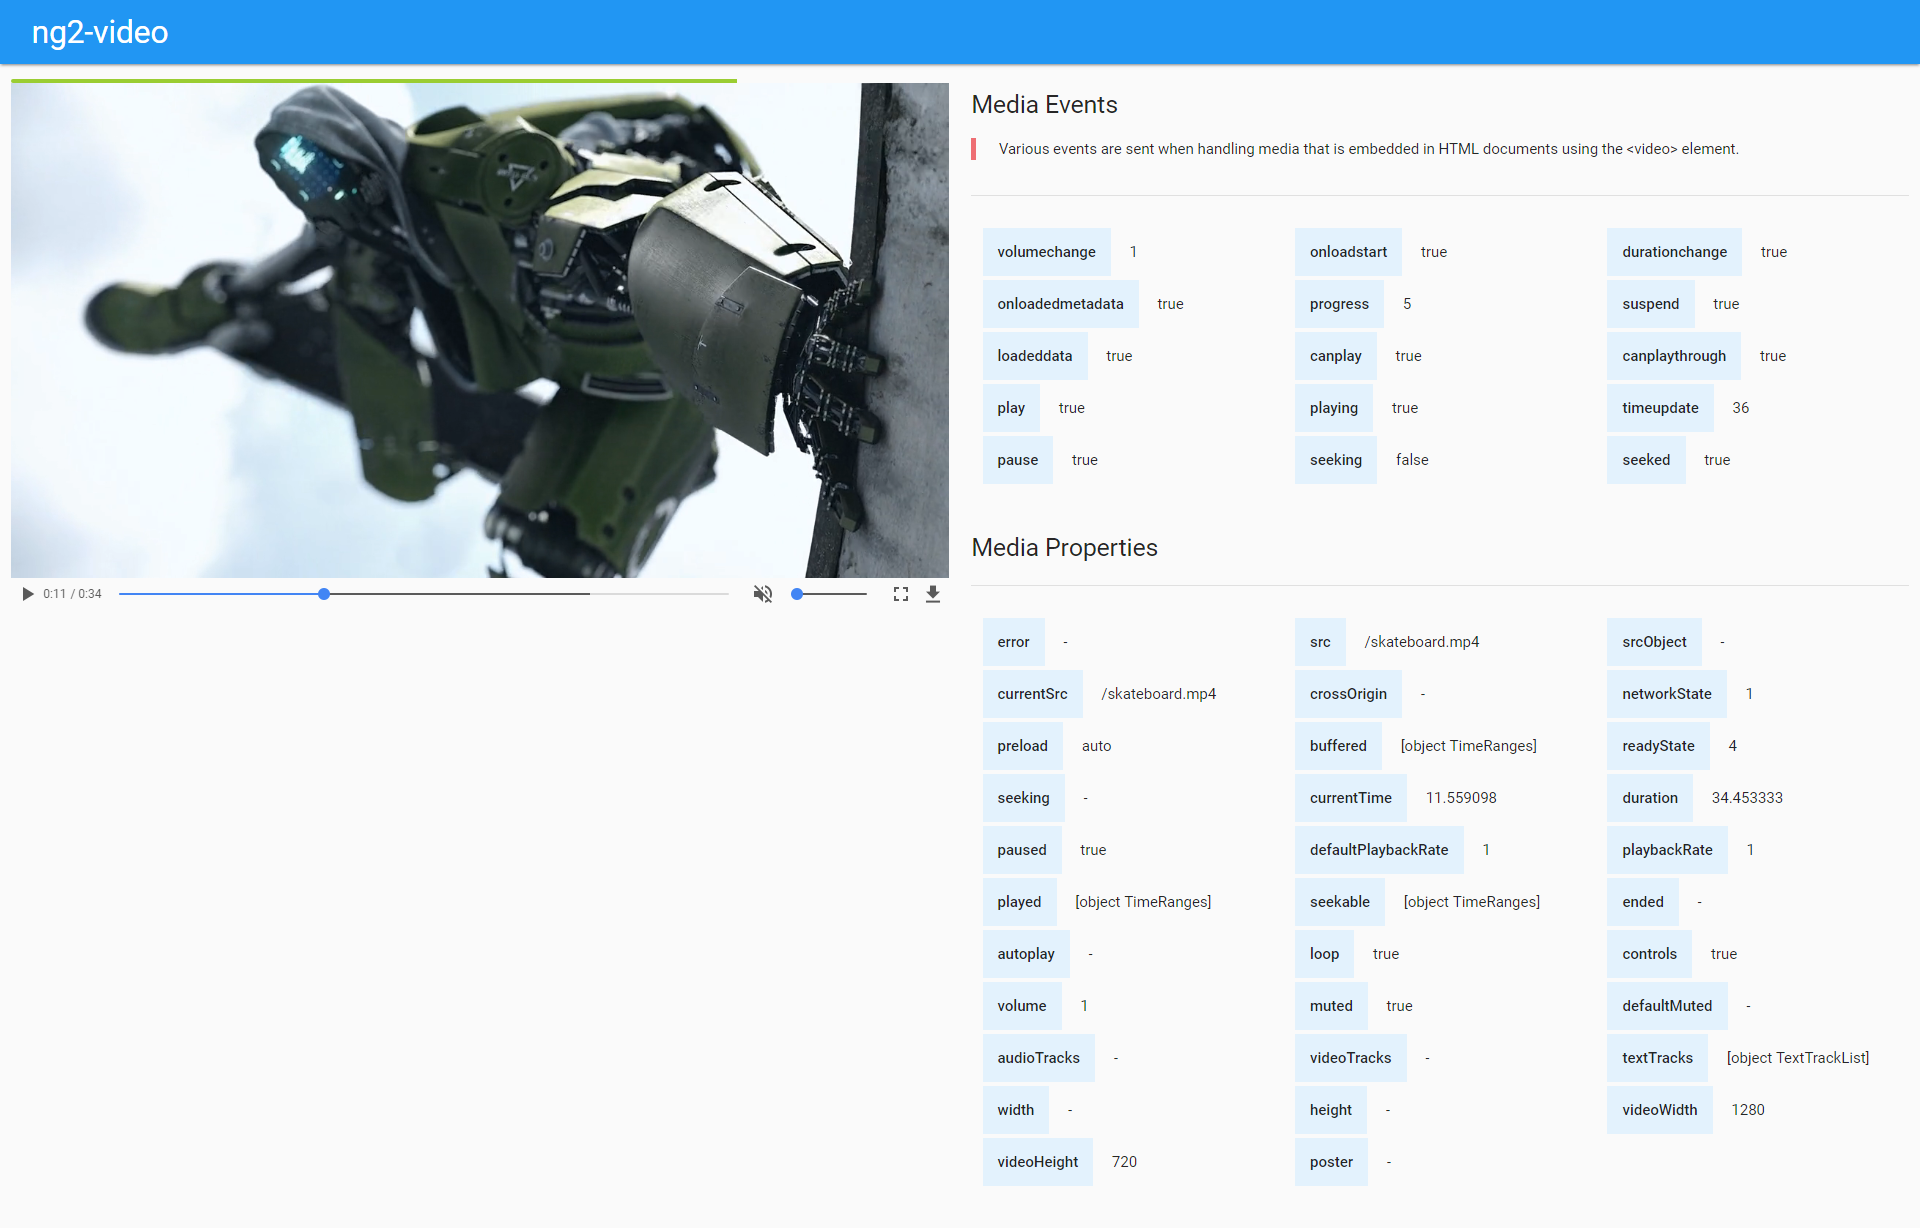 ng2-video
0:11 / 0:34
Media Events
Various events are sent when handling media that is embedded in HTML documents using the <video> element.
volumechange 1 onloadstart true durationchange true
onloadedmetadata true progress 5 suspend true
loadeddata true canplay true canplaythrough true
play true playing true timeupdate 36
pause true seeking false seeked true
Media Properties
error - src /skateboard.mp4 srcObject -
currentSrc /skateboard.mp4 crossOrigin - networkState 1
preload auto buffered [object TimeRanges] readyState 4
seeking - currentTime 11.559098 duration 34.453333
paused true defaultPlaybackRate 1 playbackRate 1
played [object TimeRanges] seekable [object TimeRanges] ended -
autoplay - loop true controls true
volume 1 muted true defaultMuted -
audioTracks - videoTracks - textTracks [object TextTrackList]
width - height - videoWidth 1280
videoHeight 720 poster -